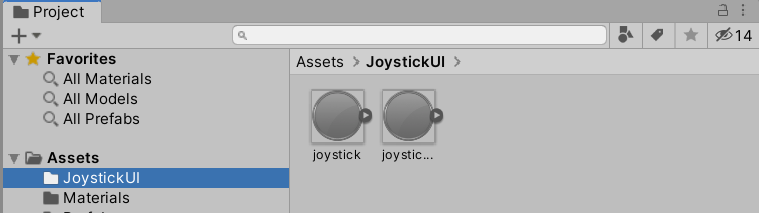 Project
14
Favorites
All Materials
All Models
All Prefabs
Assets
JoystickUI
Materials
Assets > JoystickUI >
joystick
joystic...